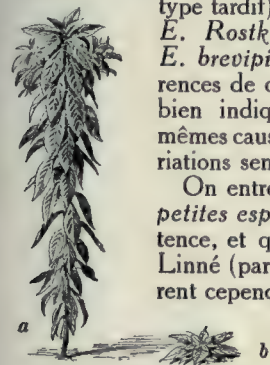 type tardif)
E. Rostk
E. brevipi
rences de c
bien indiq
mêmes caus
riations sen
On entre
petites esp
tence, et q
Linné (par
rent cepend
a
b